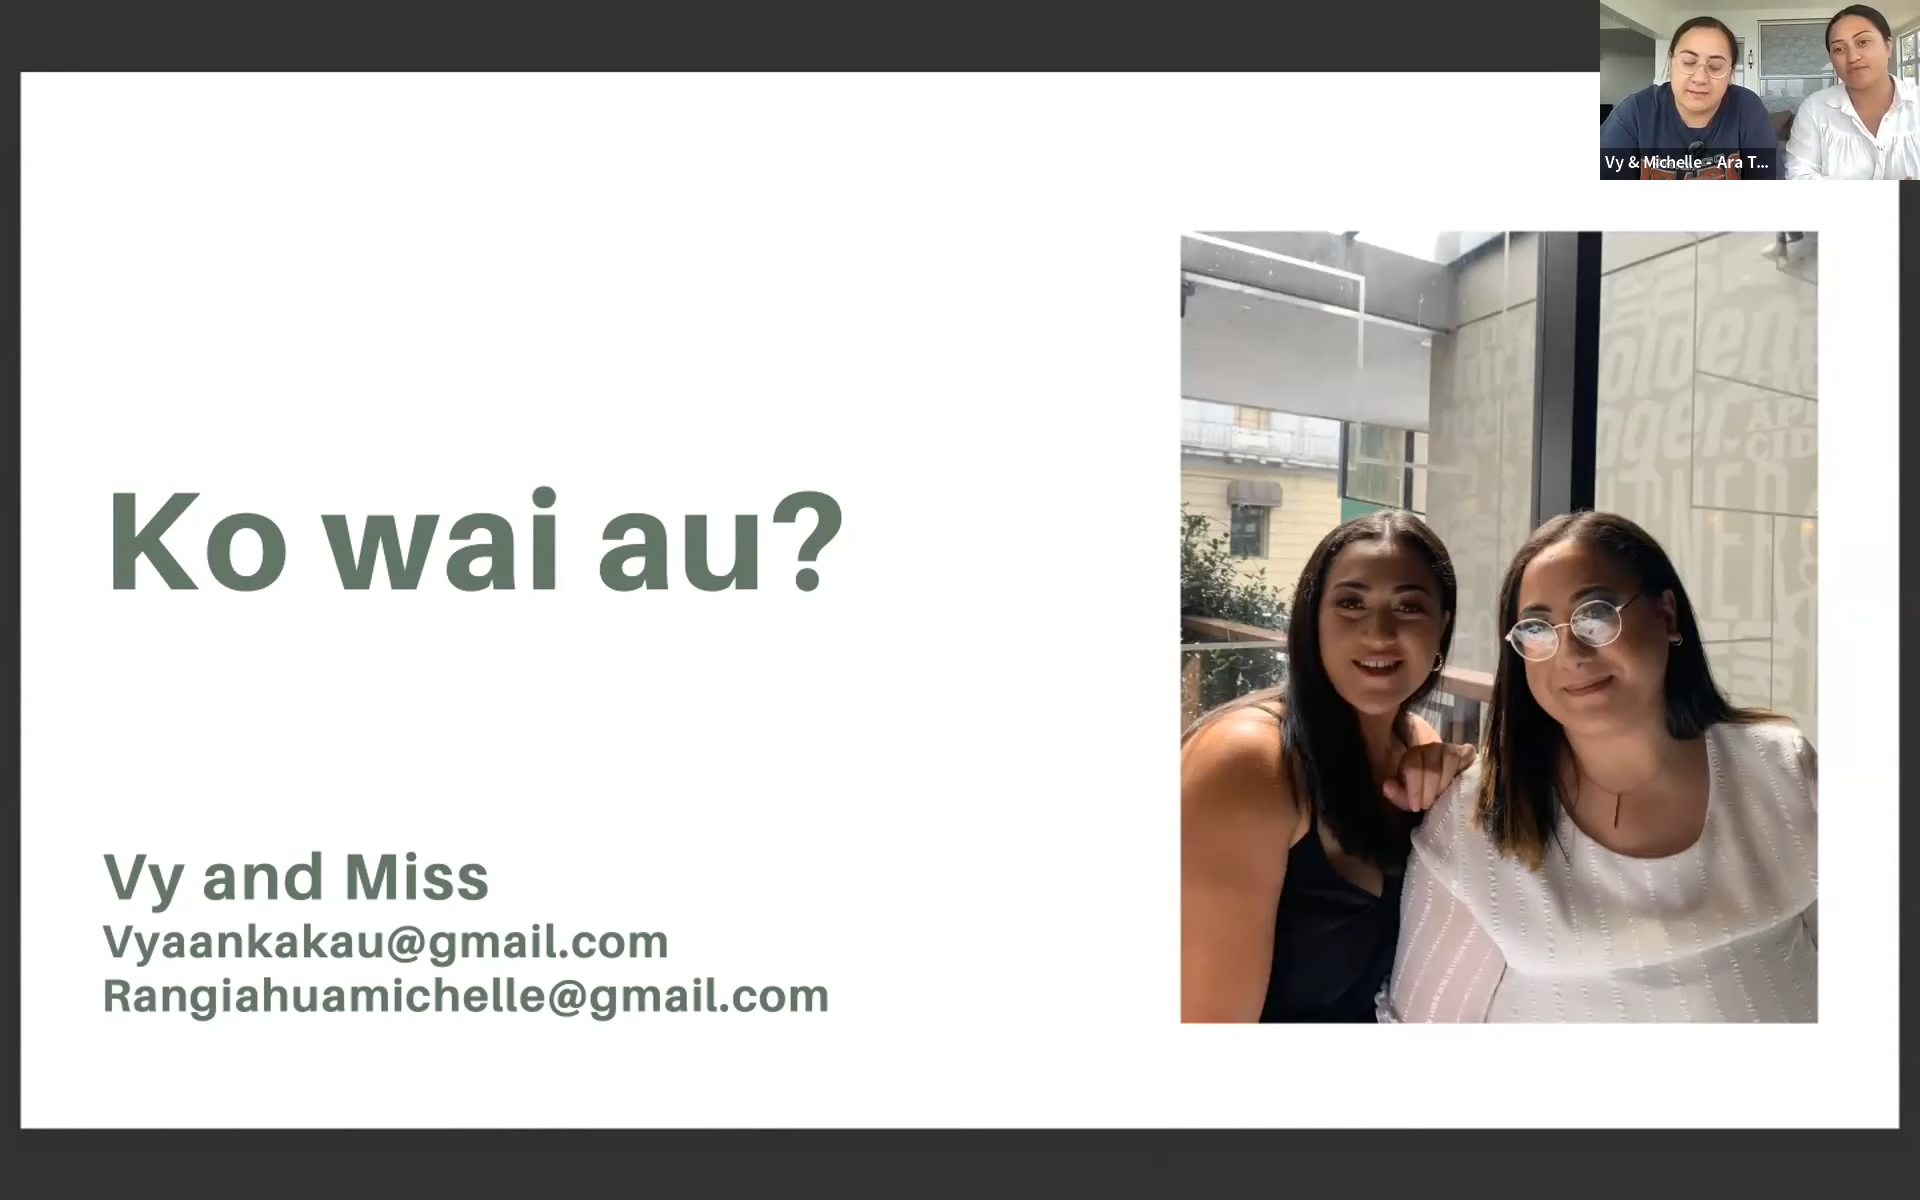 Vy & Michelle - Ara T...
Ko wai au?
Vy and Miss
Vyaankakau@gmail.com
Rangiahuamichelle@gmail.com